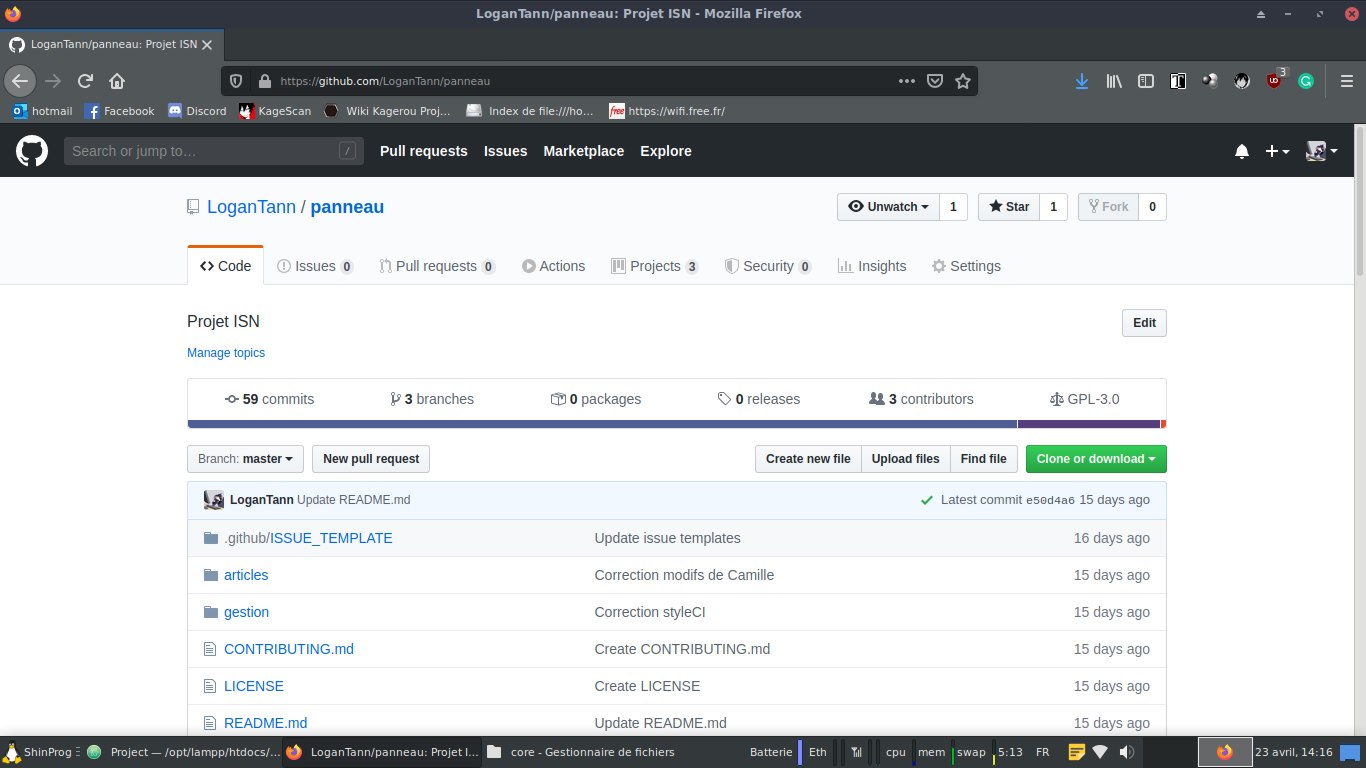 LoganTann/panneau: Projet ISN - Mozilla Firefox
LoganTann/panneau: Projet ISN
https://github.com/LoganTann/panneau
3
hotmail Facebook Discord KageScan Wiki Kagerou Proj… Index de file:///ho… free https://wifi.free.fr/
Search or jump to… / Pull requests Issues Marketplace Explore
LoganTann / panneau Unwatch 1 Star 1 Fork 0
Code Issues 0 Pull requests 0 Actions Projects 3 Security 0 Insights Settings
Projet ISN Edit
Manage topics
59 commits 3 branches 0 packages 0 releases 3 contributors GPL-3.0
Branch: master New pull request Create new file Upload files Find file Clone or download
LoganTann Update README.md Latest commit e50d4a6 15 days ago
.github/ISSUE_TEMPLATE Update issue templates 16 days ago
articles Correction modifs de Camille 15 days ago
gestion Correction styleCI 15 days ago
CONTRIBUTING.md Create CONTRIBUTING.md 15 days ago
LICENSE Create LICENSE 15 days ago
README.md Update README.md 15 days ago
ShinProg Project — /opt/lampp/htdocs/… LoganTann/panneau: Projet I… core - Gestionnaire de fichiers Batterie Eth cpu mem swap 5:13 FR 23 avril, 14:16